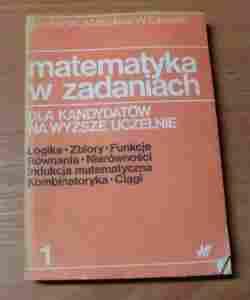 matematyka
w zadaniach
DLA KANDYDATÓW
NA WYŻSZE UCZELNIE
Logika • Zbiory • Funkcje
Równania • Nierówności
Indukcja matematyczna
Kombinatoryka • Ciągi
1